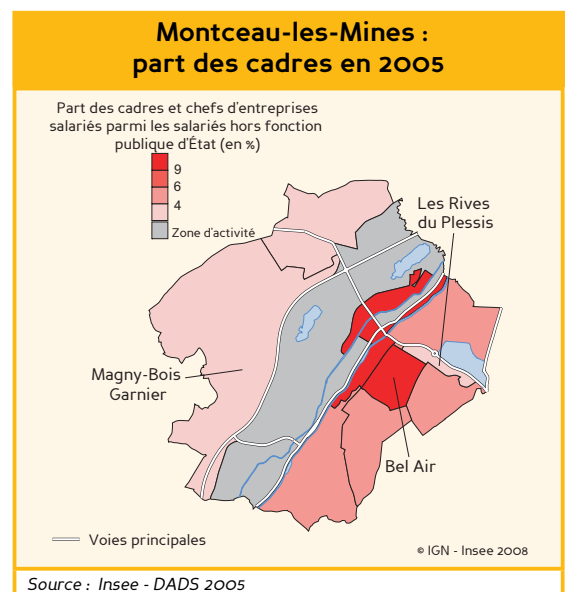 Montceau-les-Mines :
part des cadres en 2005
Part des cadres et chefs d'entreprises
salariés parmi les salariés hors fonction
publique d'État (en %)
9
6
4
Zone d'activité
Les Rives
du Plessis
Magny-Bois
Garnier
Bel Air
Voies principales
© IGN - Insee 2008
Source : Insee - DADS 2005